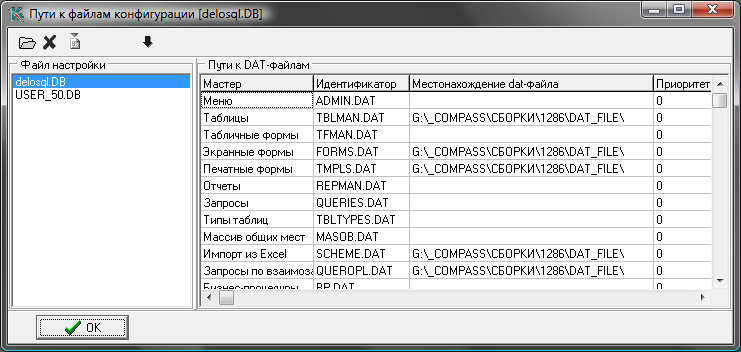 Пути к файлам конфигурации [delosql.DB]
Файл настройки
delosql.DB
USER_50.DB
Пути к DAT-файлам
Мастер Идентификатор Местонахождение dat-файла Приоритет
Меню ADMIN.DAT 0
Таблицы TBLMAN.DAT G:\_COMPASS\СБОРКИ\1286\DAT_FILE\ 0
Табличные формы TFMAN.DAT 0
Экранные формы FORMS.DAT G:\_COMPASS\СБОРКИ\1286\DAT_FILE\ 0
Печатные формы TMPLS.DAT G:\_COMPASS\СБОРКИ\1286\DAT_FILE\ 0
Отчеты REPMAN.DAT 0
Запросы QUERIES.DAT 0
Типы таблиц TBLTYPES.DAT 0
Массив общих мест MASOB.DAT 0
Импорт из Excel SCHEME.DAT G:\_COMPASS\СБОРКИ\1286\DAT_FILE\ 0
Запросы по взаимоза QUEROPL.DAT G:\_COMPASS\СБОРКИ\1286\DAT_FILE\ 0
Бизнес-процедуры BP.DAT 0
OK